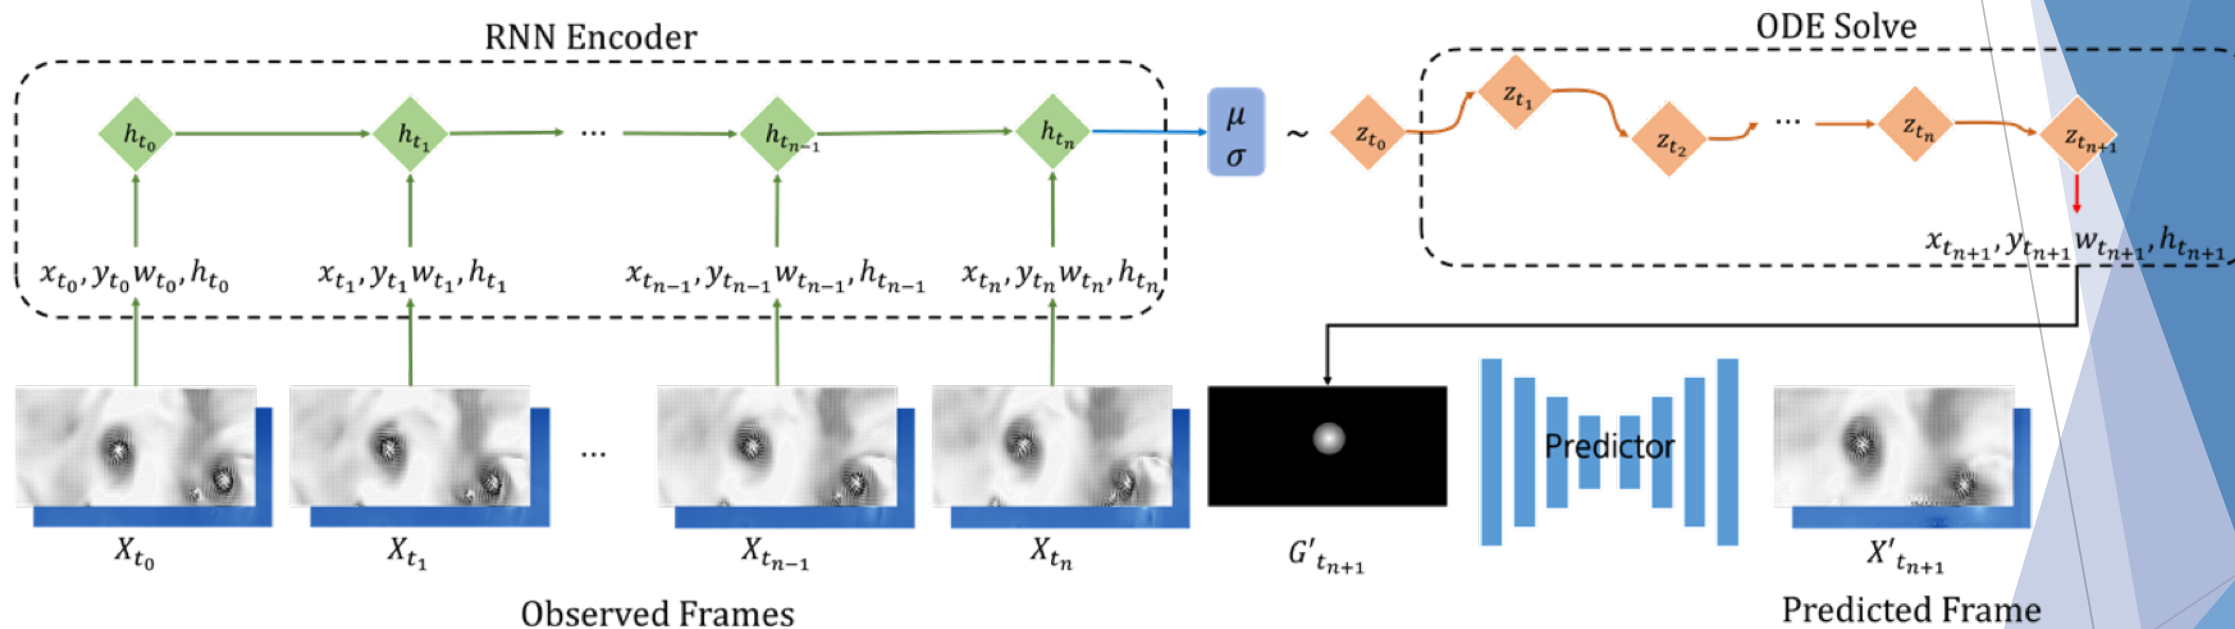 RNN Encoder
ODE Solve
h_{t_0} h_{t_1} ... h_{t_{n-1}} h_{t_n} μ σ ~ z_{t_0} z_{t_1} z_{t_2} ... z_{t_n} z_{t_{n+1}}
x_{t_0}, y_{t_0} w_{t_0}, h_{t_0} x_{t_1}, y_{t_1} w_{t_1}, h_{t_1} x_{t_{n-1}}, y_{t_{n-1}} w_{t_{n-1}}, h_{t_{n-1}} x_{t_n}, y_{t_n} w_{t_n}, h_{t_n}
x_{t_{n+1}}, y_{t_{n+1}} w_{t_{n+1}}, h_{t_{n+1}}
...
Predictor
X_{t_0} X_{t_1} X_{t_{n-1}} X_{t_n} G'_{t_{n+1}} X'_{t_{n+1}}
Observed Frames
Predicted Frame